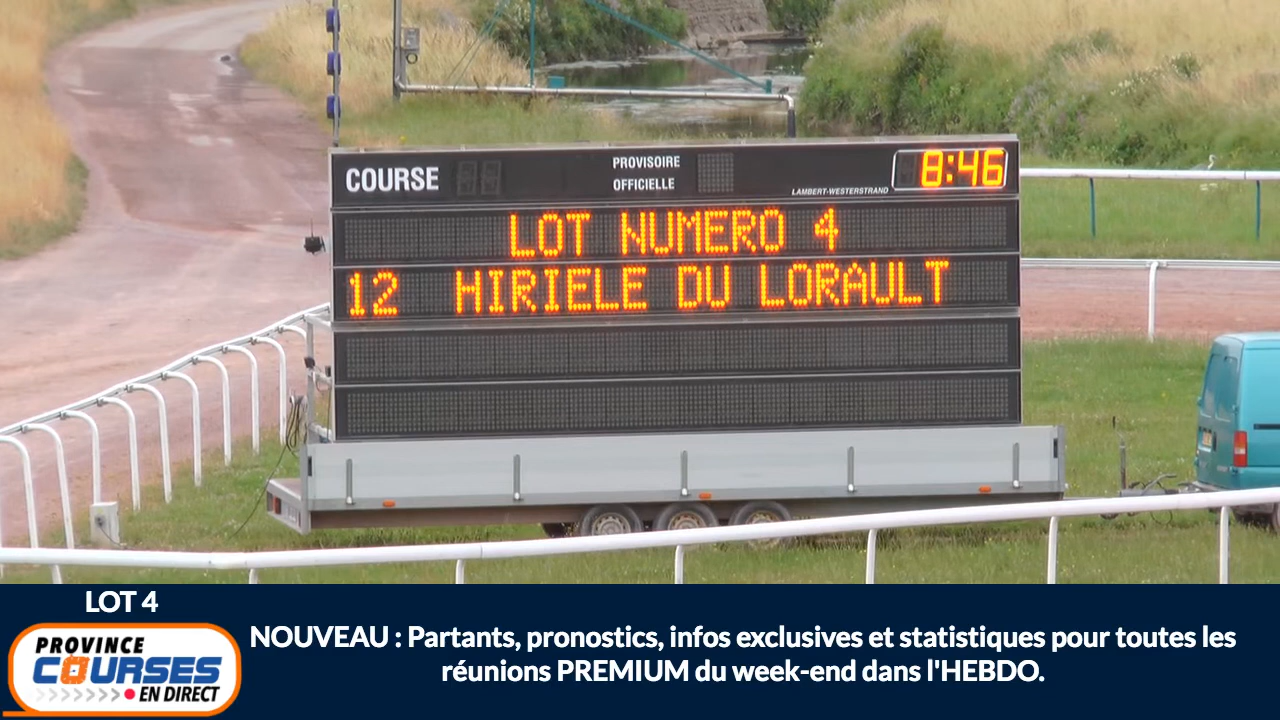 COURSE
PROVISOIRE
OFFICIELLE
LAMBERT-WESTERSTRAND
8:46
LOT NUMERO 4
12 HIRIELE DU LORAULT
LOT 4
PROVINCE
COURSES
EN DIRECT
NOUVEAU : Partants, pronostics, infos exclusives et statistiques pour toutes les
réunions PREMIUM du week-end dans l'HEBDO.